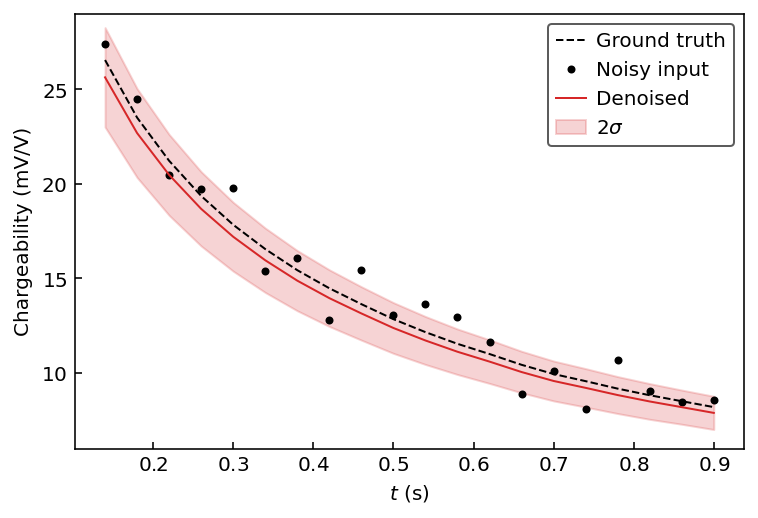 Ground truth
Noisy input
Denoised
2σ
Chargeability (mV/V)
25
20
15
10
0.2 0.3 0.4 0.5 0.6 0.7 0.8 0.9
t (s)